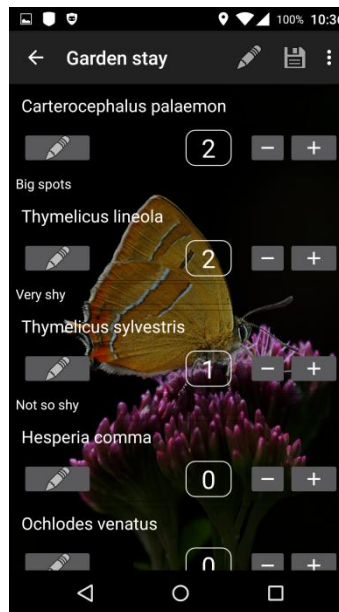 100% 10:36
Garden stay
Carterocephalus palaemon
2 − +
Big spots
Thymelicus lineola
2 − +
Very shy
Thymelicus sylvestris
1 − +
Not so shy
Hesperia comma
0 − +
Ochlodes venatus
0 − +